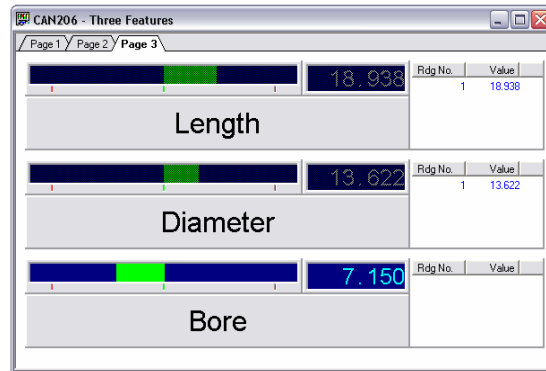 CAN206 - Three Features
Page 1 Page 2 Page 3
18.938 Rdg No. Value
1 18.938
Length
13.622 Rdg No. Value
1 13.622
Diameter
7.150 Rdg No. Value
Bore